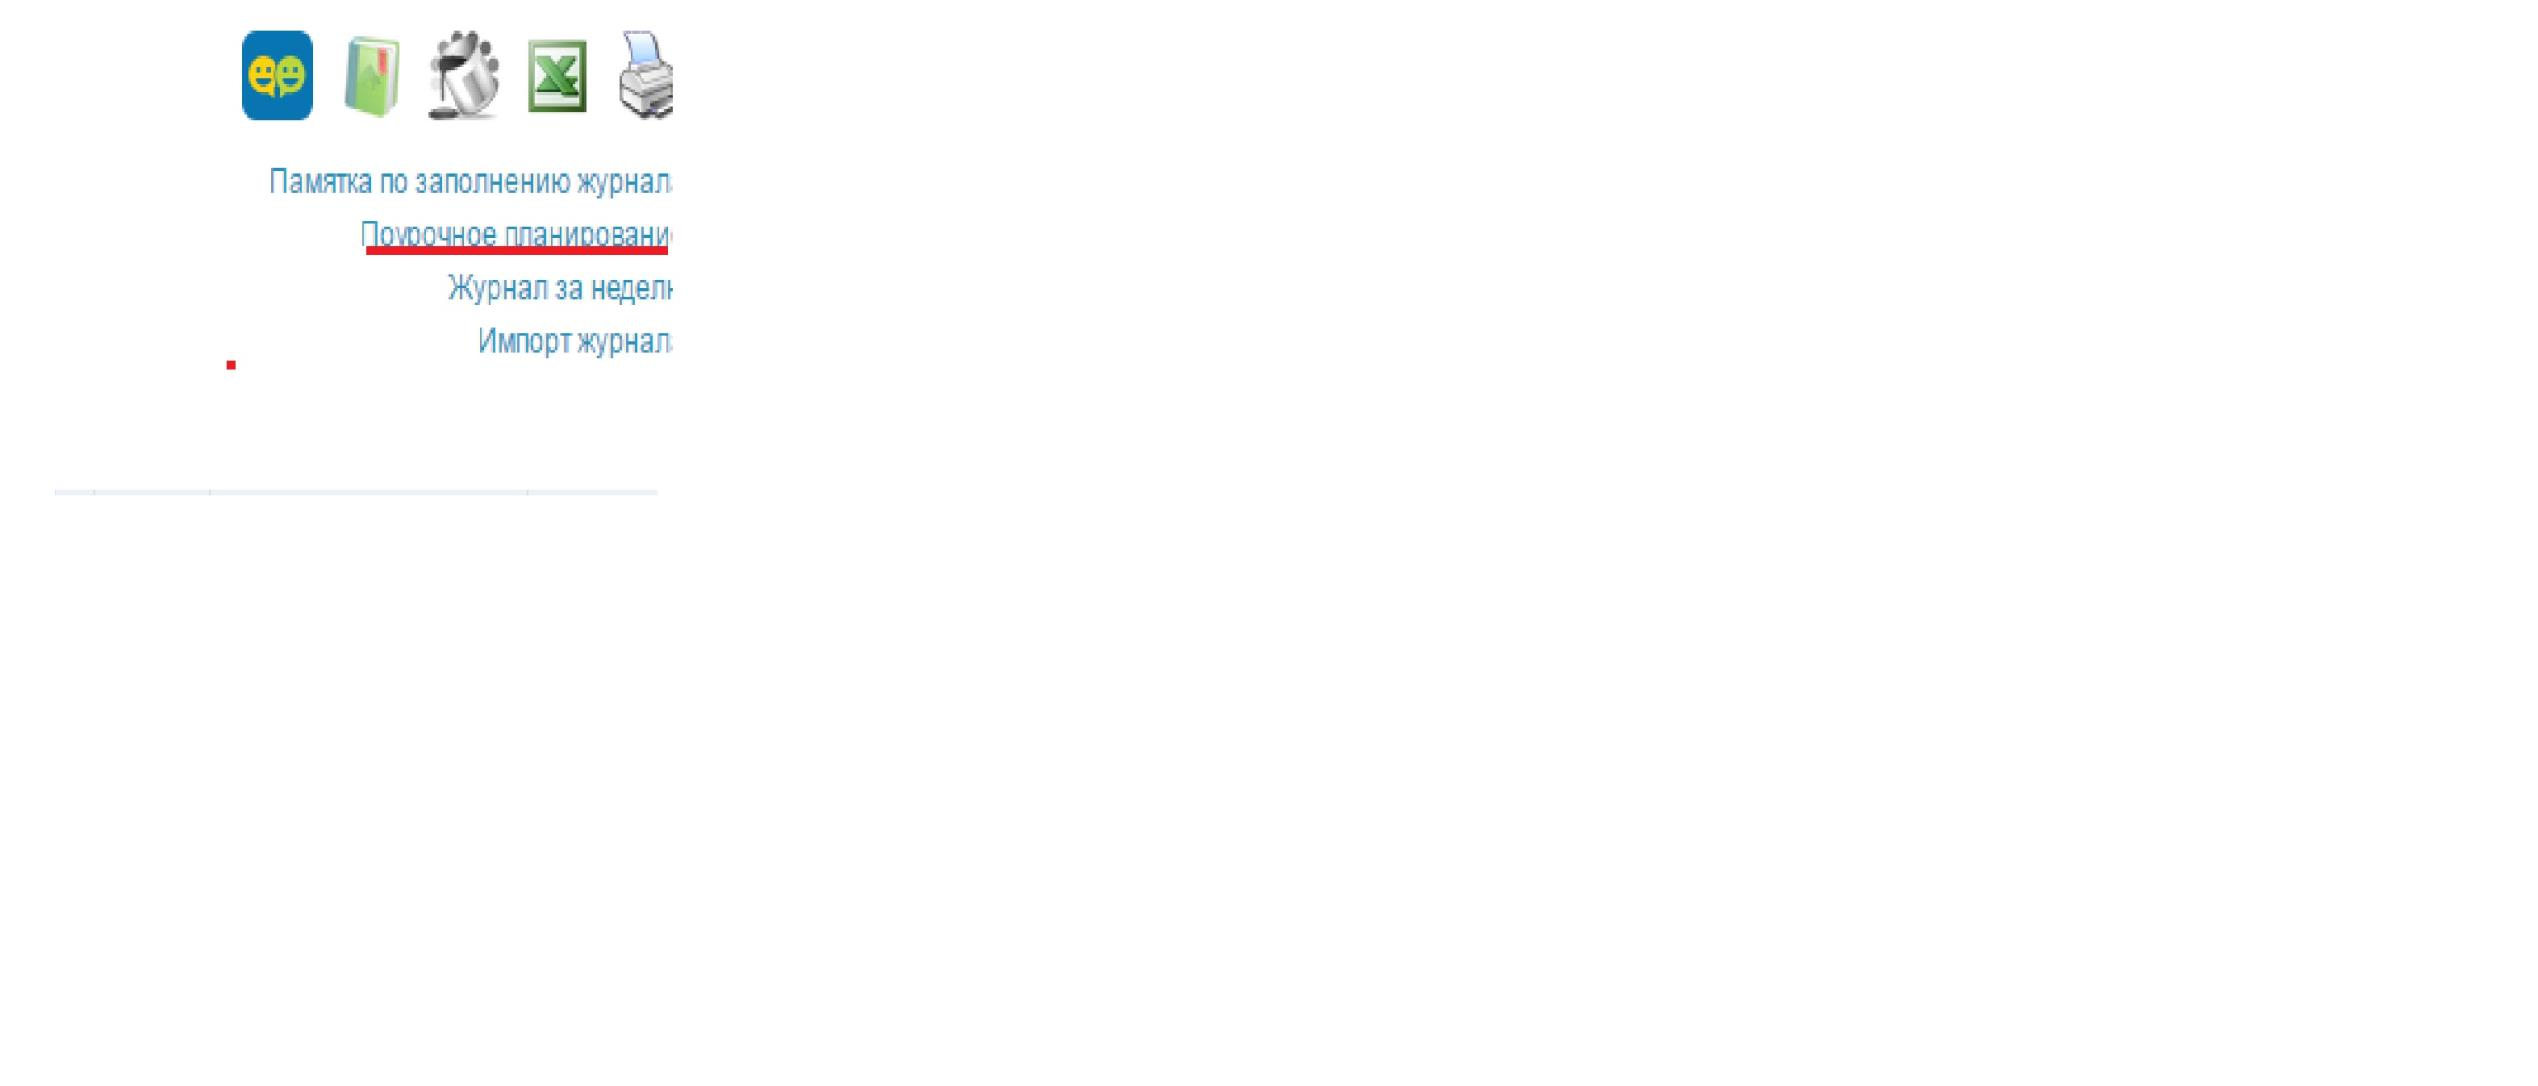 Памятка по заполнению журнал
Поурочное планировани
Журнал за недел
Импорт журнал